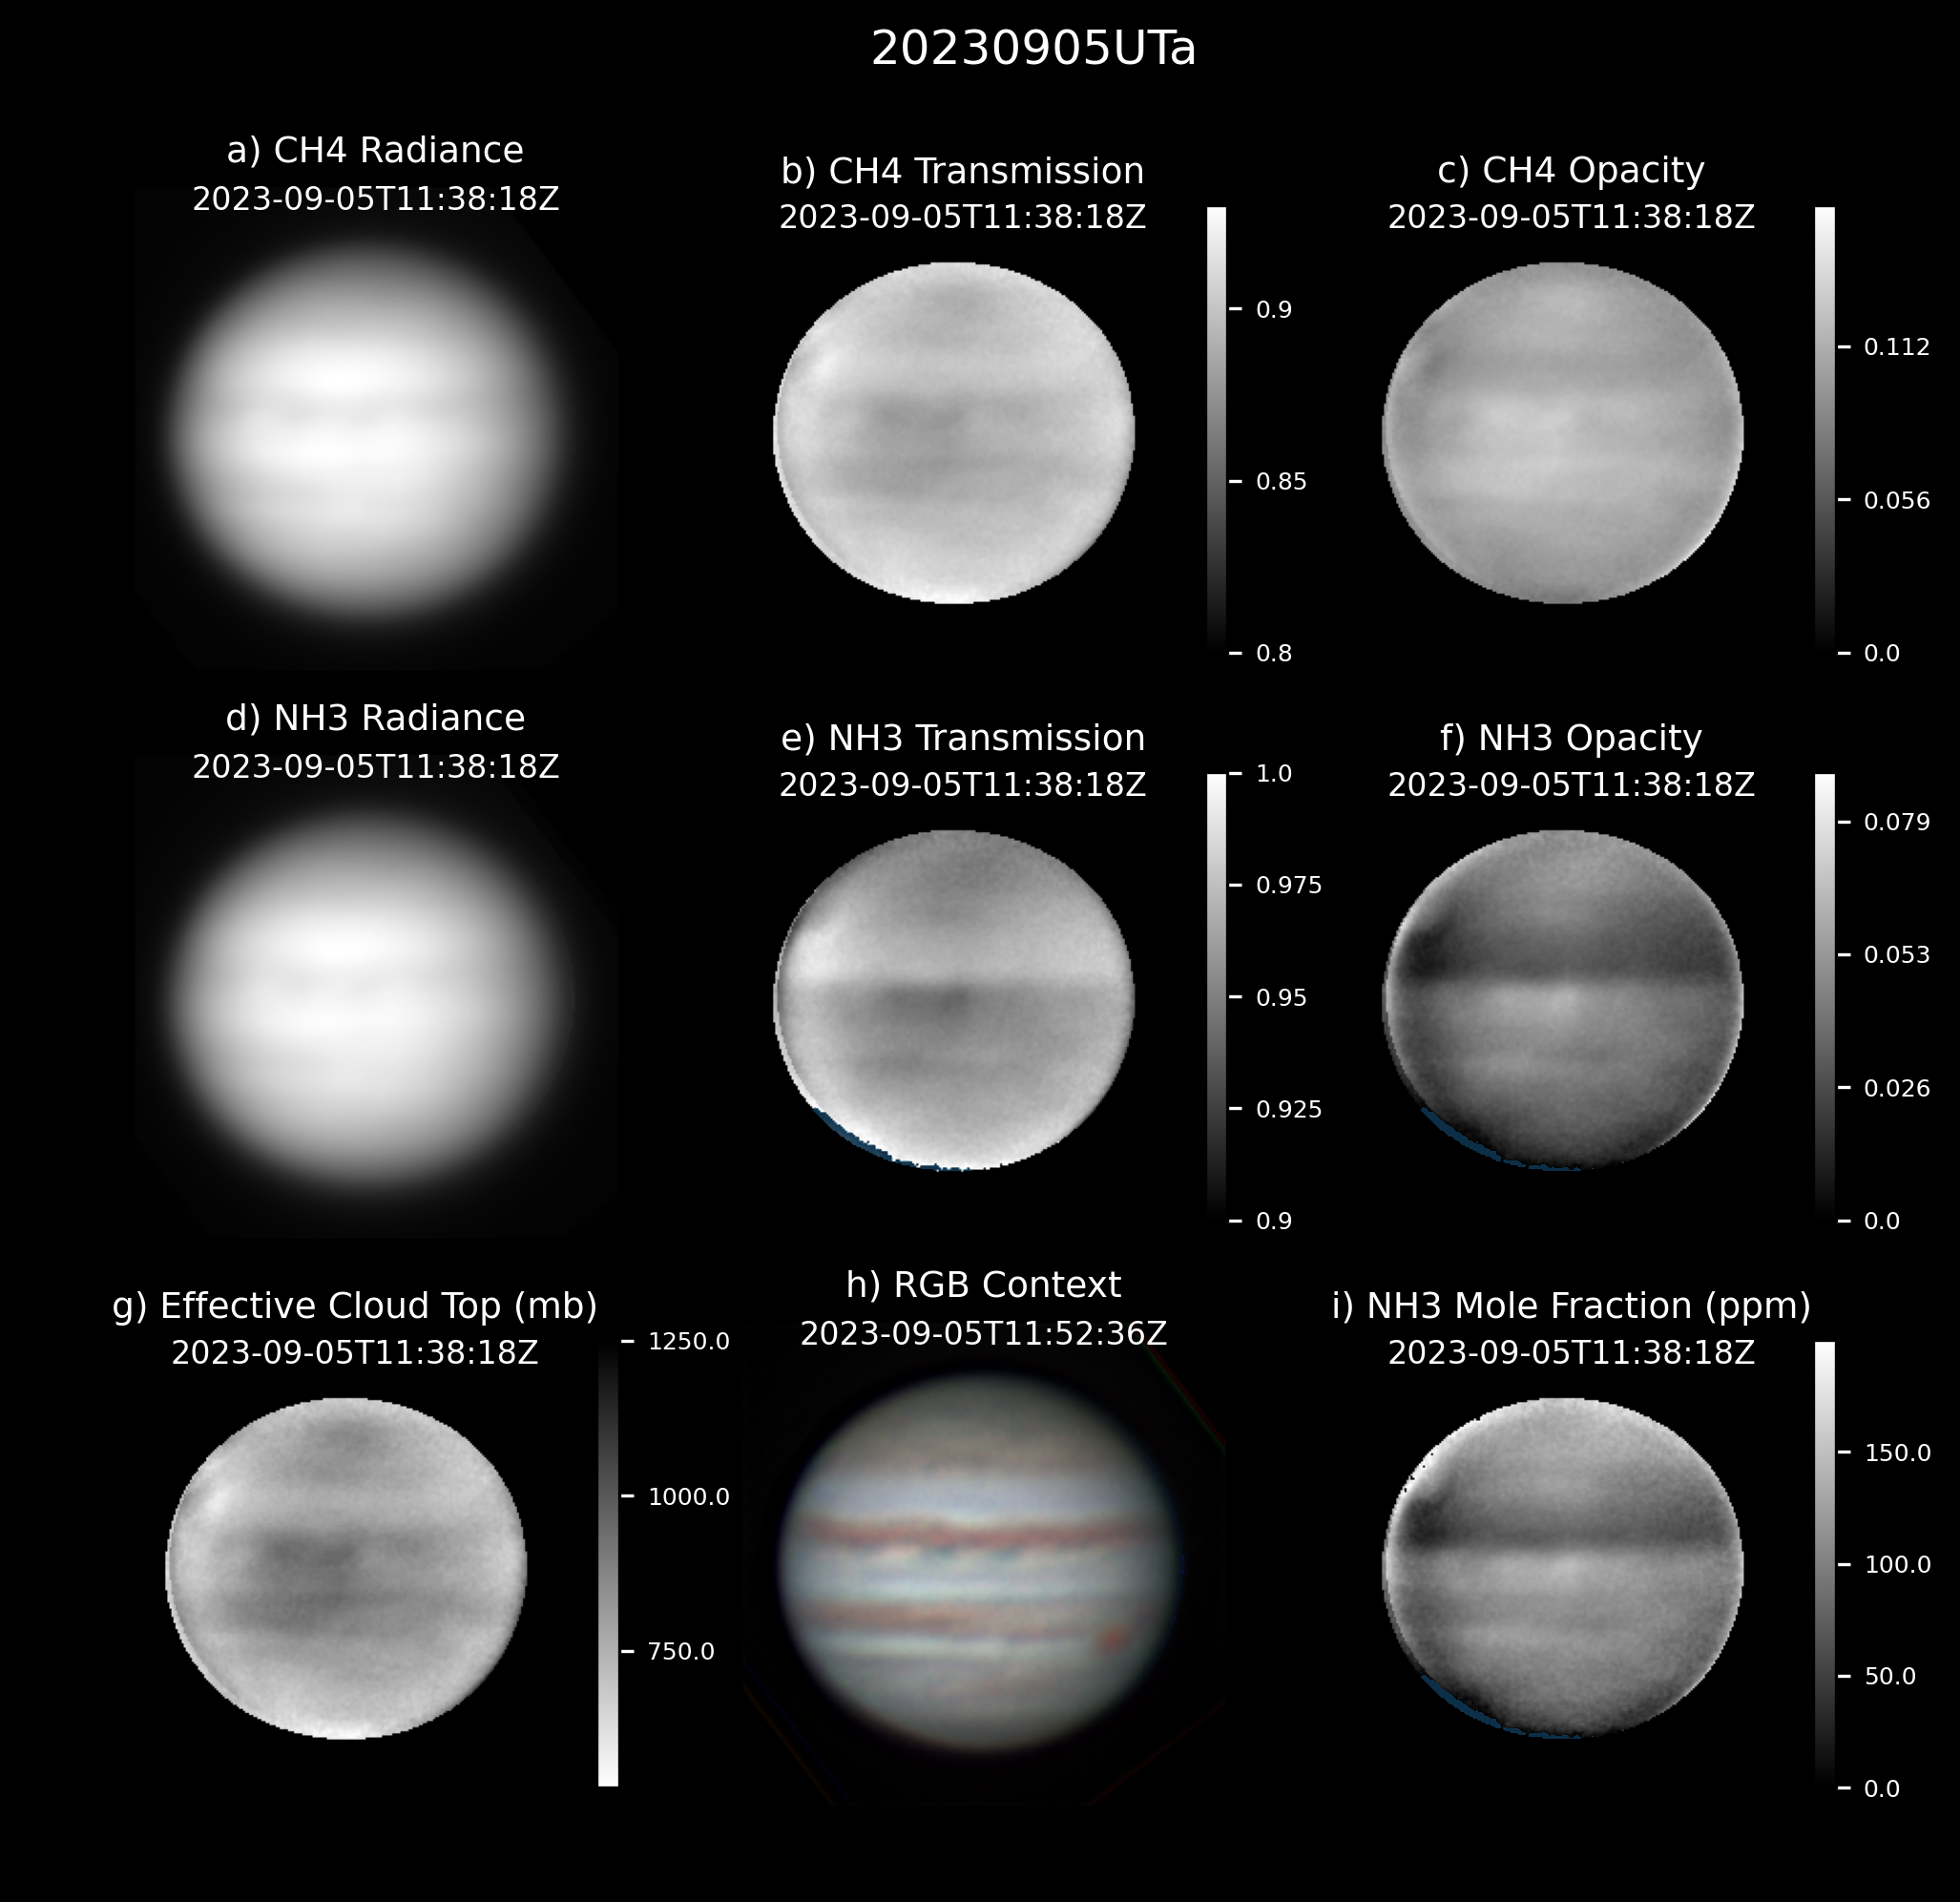 20230905UTa
a) CH4 Radiance
2023-09-05T11:38:18Z
b) CH4 Transmission
2023-09-05T11:38:18Z
0.9
0.85
0.8
c) CH4 Opacity
2023-09-05T11:38:18Z
0.112
0.056
0.0
d) NH3 Radiance
2023-09-05T11:38:18Z
e) NH3 Transmission
2023-09-05T11:38:18Z
1.0
0.975
0.95
0.925
0.9
f) NH3 Opacity
2023-09-05T11:38:18Z
0.079
0.053
0.026
0.0
g) Effective Cloud Top (mb)
2023-09-05T11:38:18Z
1250.0
1000.0
750.0
h) RGB Context
2023-09-05T11:52:36Z
i) NH3 Mole Fraction (ppm)
2023-09-05T11:38:18Z
150.0
100.0
50.0
0.0